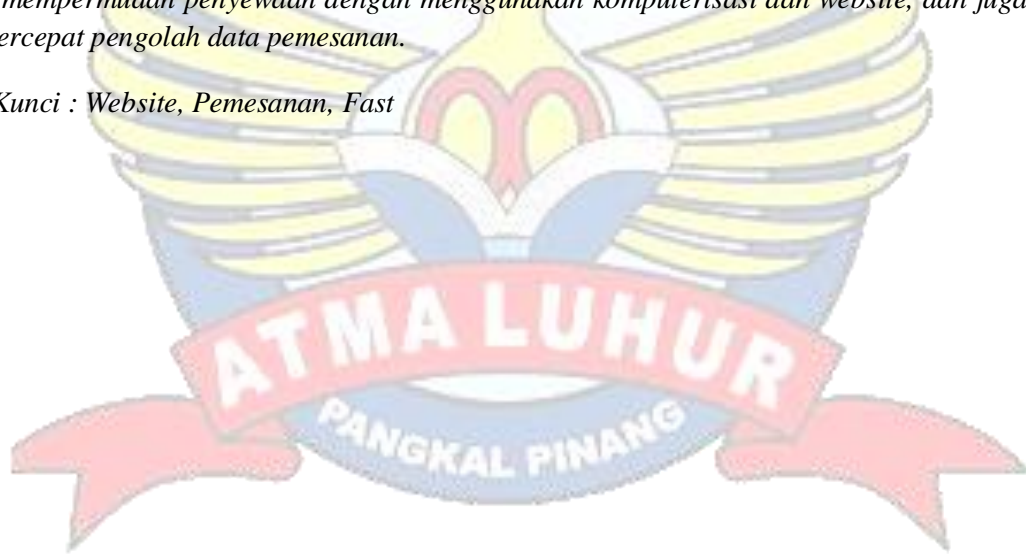 mempermudah penyewaan dengan menggunakan komputerisasi dan website, dan juga
ercepat pengolah data pemesanan.
Kunci : Website, Pemesanan, Fast
ATMA LUHUR
PANGKAL PINANG